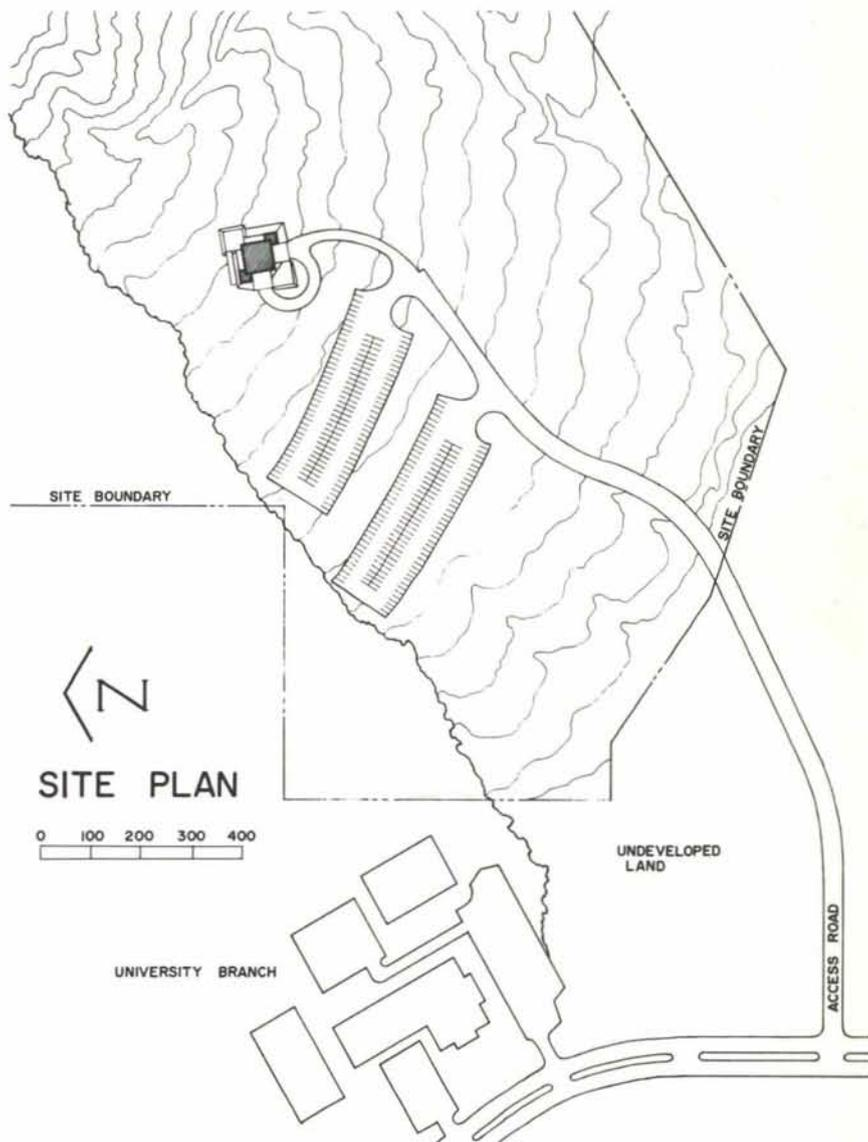 SITE BOUNDARY
SITE BOUNDARY
N
SITE PLAN
0 100 200 300 400
UNDEVELOPED
LAND
UNIVERSITY BRANCH
ACCESS ROAD